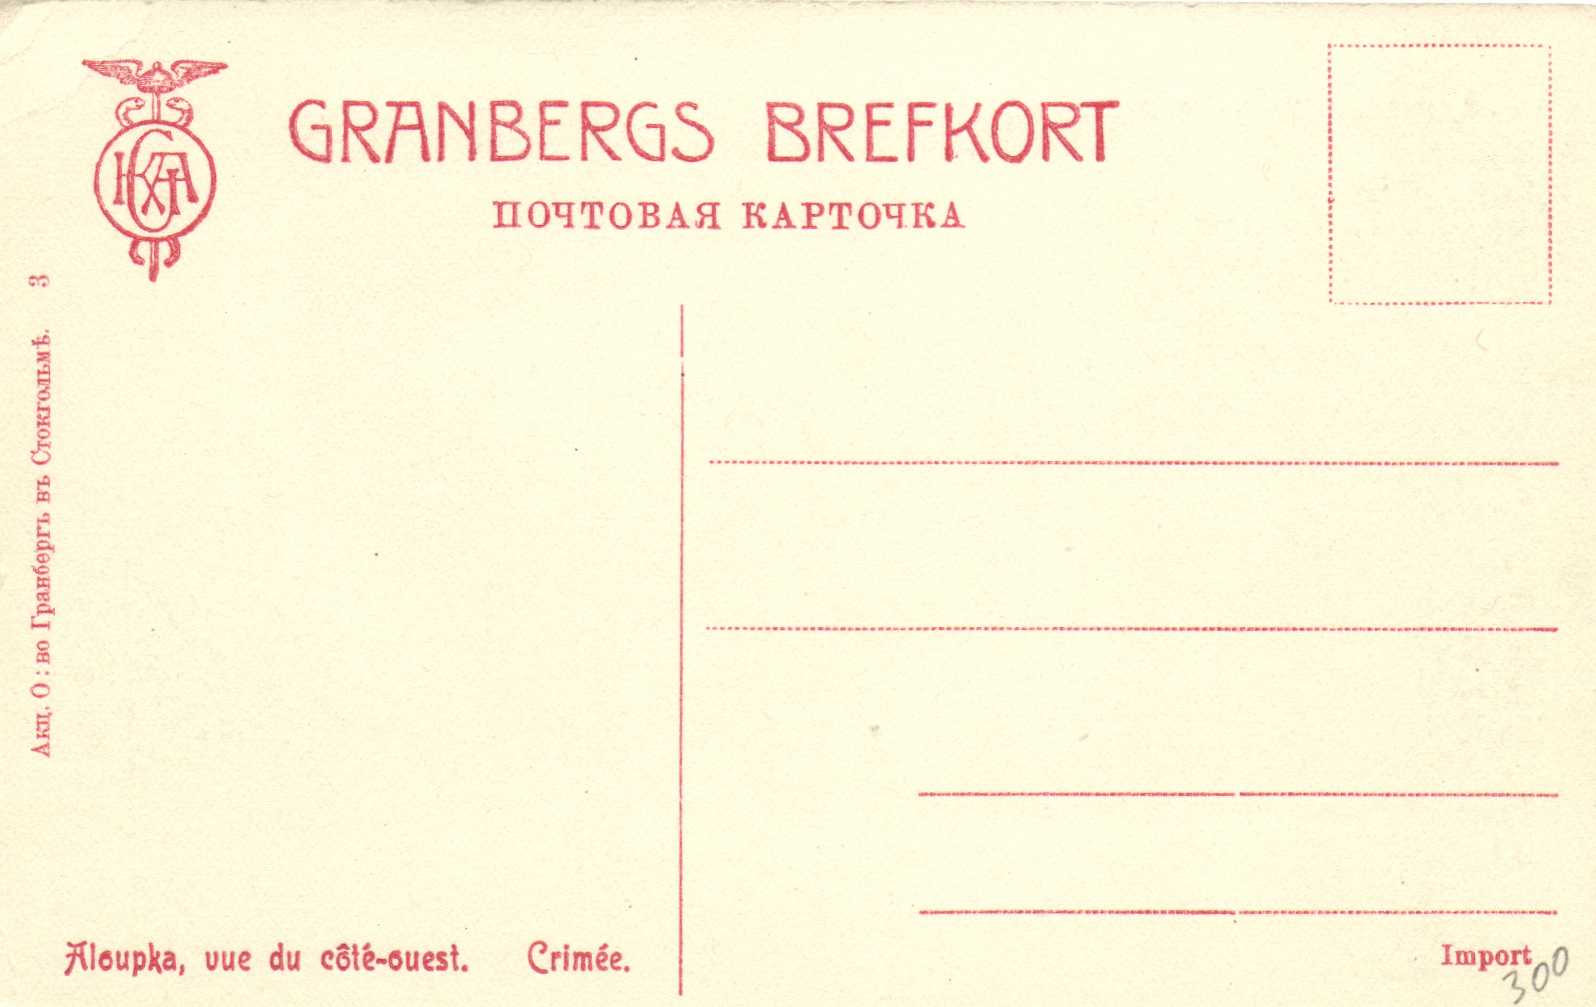 GRANBERGS BREFKORT
ПОЧТОВАЯ КАРТОЧКА
Акц. О: во Гранбергъ въ Стокгольмѣ. 3
Aloupka, vue du côté-ouest. Crimée.
Import
300